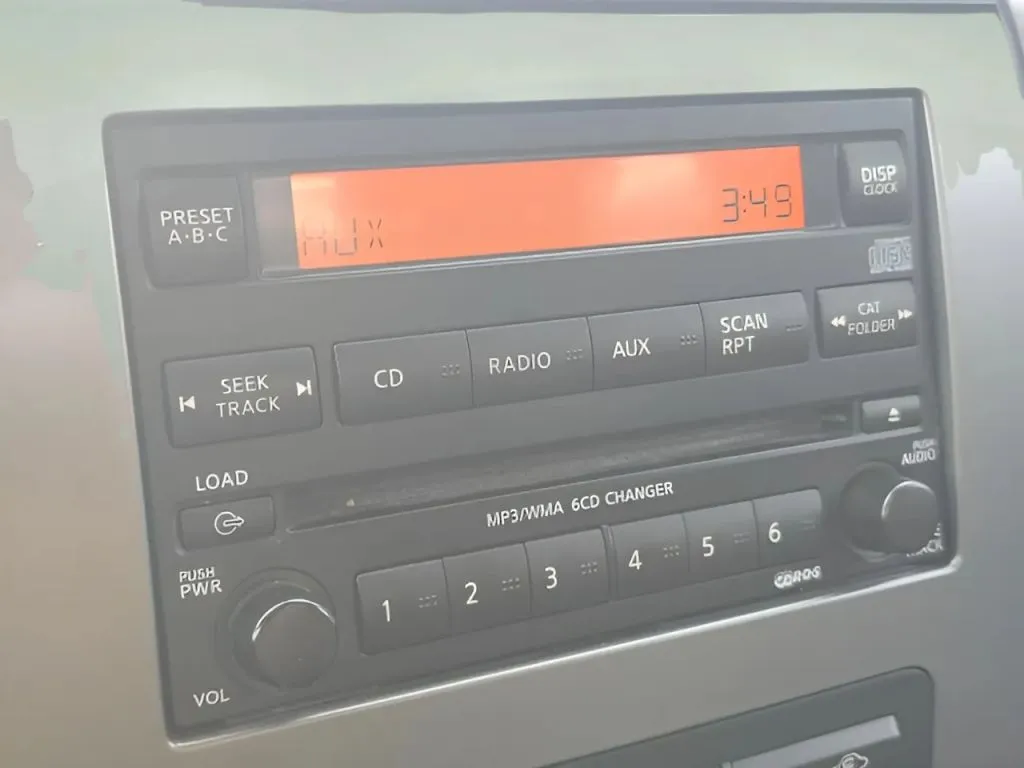 PRESET
A·B·C
AUX
3:49
DISP
CLOCK
SEEK
TRACK
CD
RADIO
AUX
SCAN
RPT
CAT
FOLDER
LOAD
MP3/WMA 6CD CHANGER
PUSH
AUDIO
PUSH
PWR
1
2
3
4
5
6
VOL